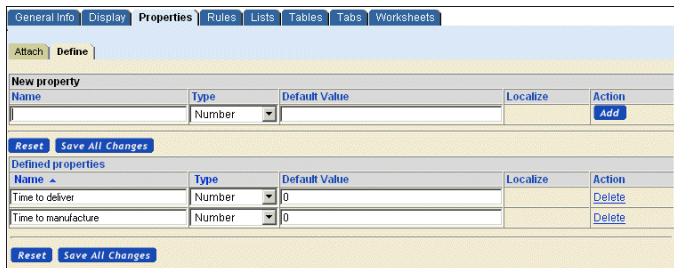 General Info Display Properties Rules Lists Tables Tabs Worksheets
Attach Define
New property
Name Type Default Value Localize Action
Number Add
Reset Save All Changes
Defined properties
Name Type Default Value Localize Action
Time to deliver Number 0 Delete
Time to manufacture Number 0 Delete
Reset Save All Changes